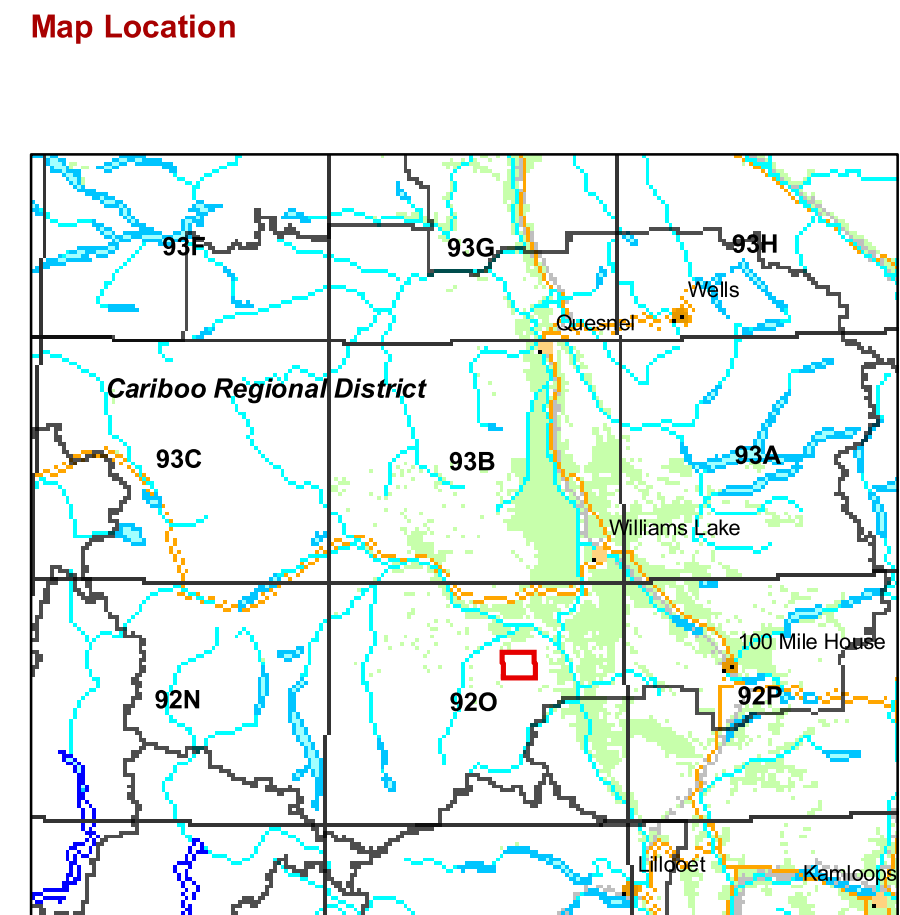 Map Location
93F
93G
93H
Wells
Quesnel
Cariboo Regional District
93C
93B
93A
Williams Lake
100 Mile House
92N
92O
92P
Lillooet
Kamloops